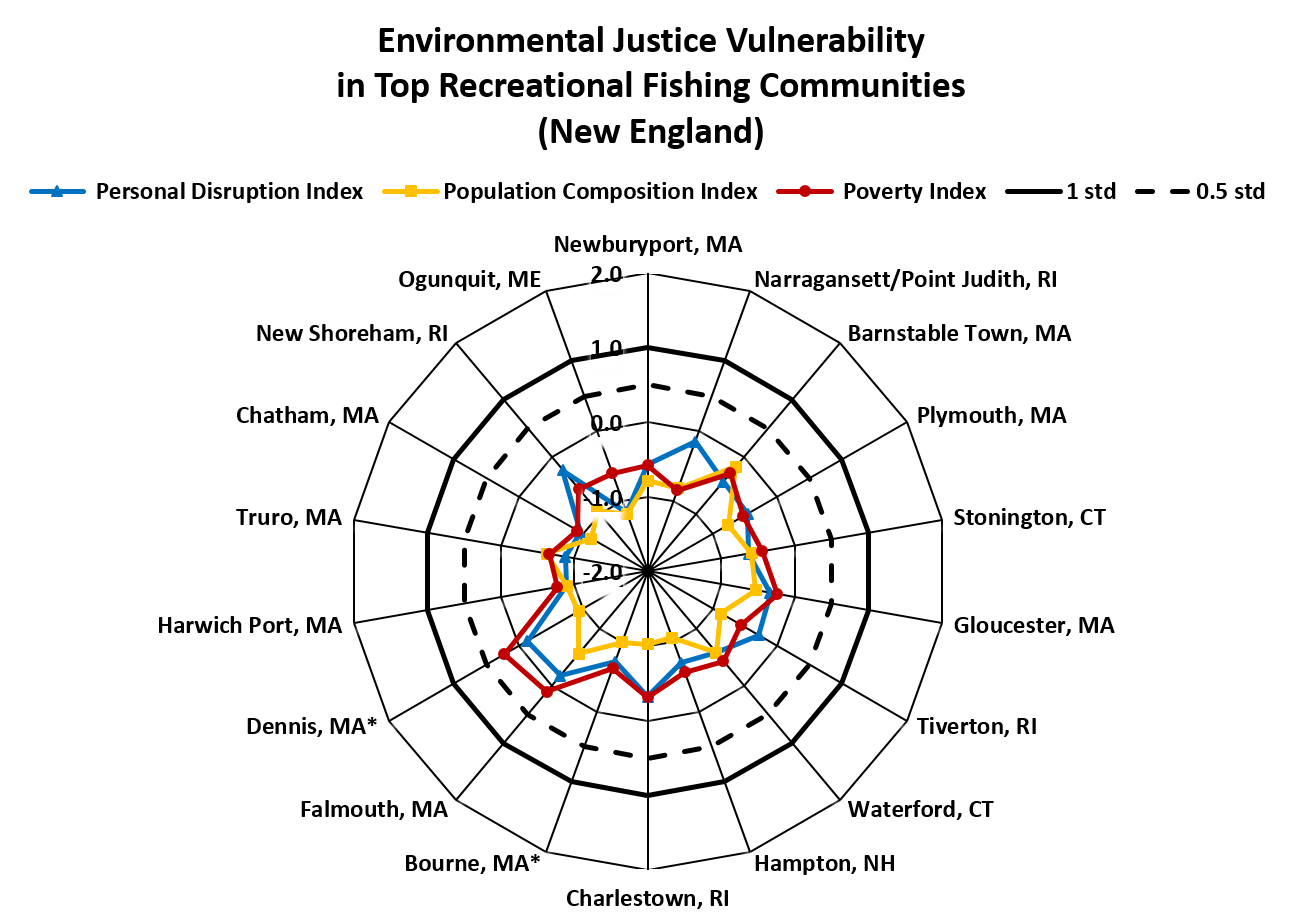 Environmental Justice Vulnerability
in Top Recreational Fishing Communities
(New England)
Personal Disruption Index Population Composition Index Poverty Index 1 std 0.5 std
Newburyport, MA
Ogunquit, ME
Narragansett/Point Judith, RI
New Shoreham, RI
Barnstable Town, MA
Chatham, MA
Plymouth, MA
Truro, MA
Stonington, CT
Harwich Port, MA
Gloucester, MA
Dennis, MA*
Tiverton, RI
Falmouth, MA
Waterford, CT
Bourne, MA*
Hampton, NH
Charlestown, RI
2.0
1.0
0.0
-1.0
-2.0